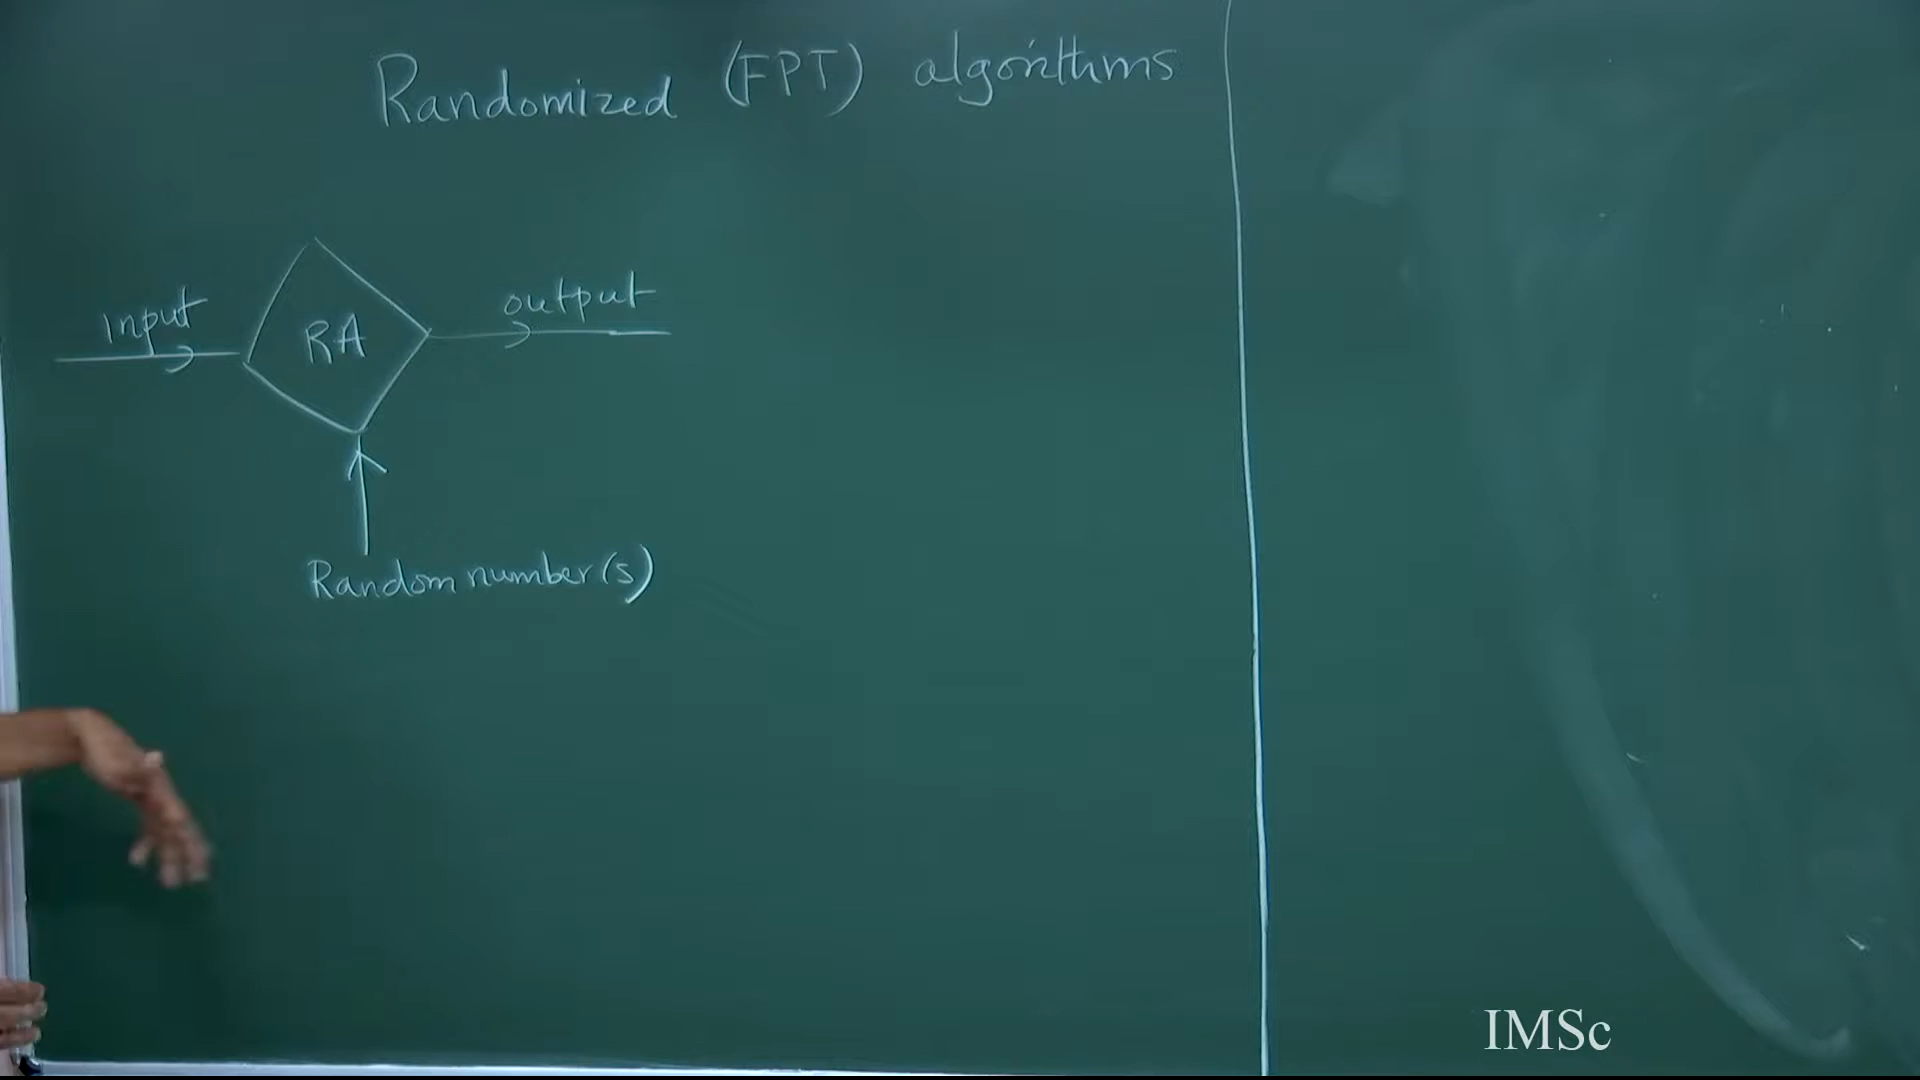 Randomized (FPT) algorithms
input
RA
output
Random number(s)
IMSc